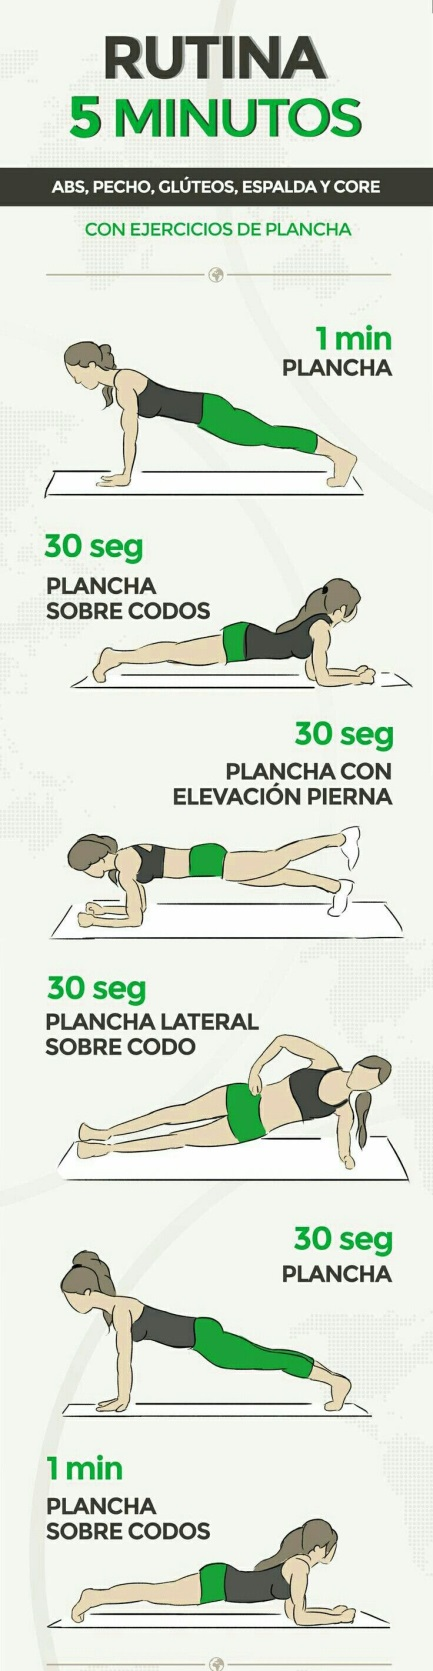 RUTINA
5 MINUTOS
ABS, PECHO, GLÚTEOS, ESPALDA Y CORE
CON EJERCICIOS DE PLANCHA
1 min
PLANCHA
30 seg
PLANCHA
SOBRE CODOS
30 seg
PLANCHA CON
ELEVACIÓN PIERNA
30 seg
PLANCHA LATERAL
SOBRE CODO
30 seg
PLANCHA
1 min
PLANCHA
SOBRE CODOS